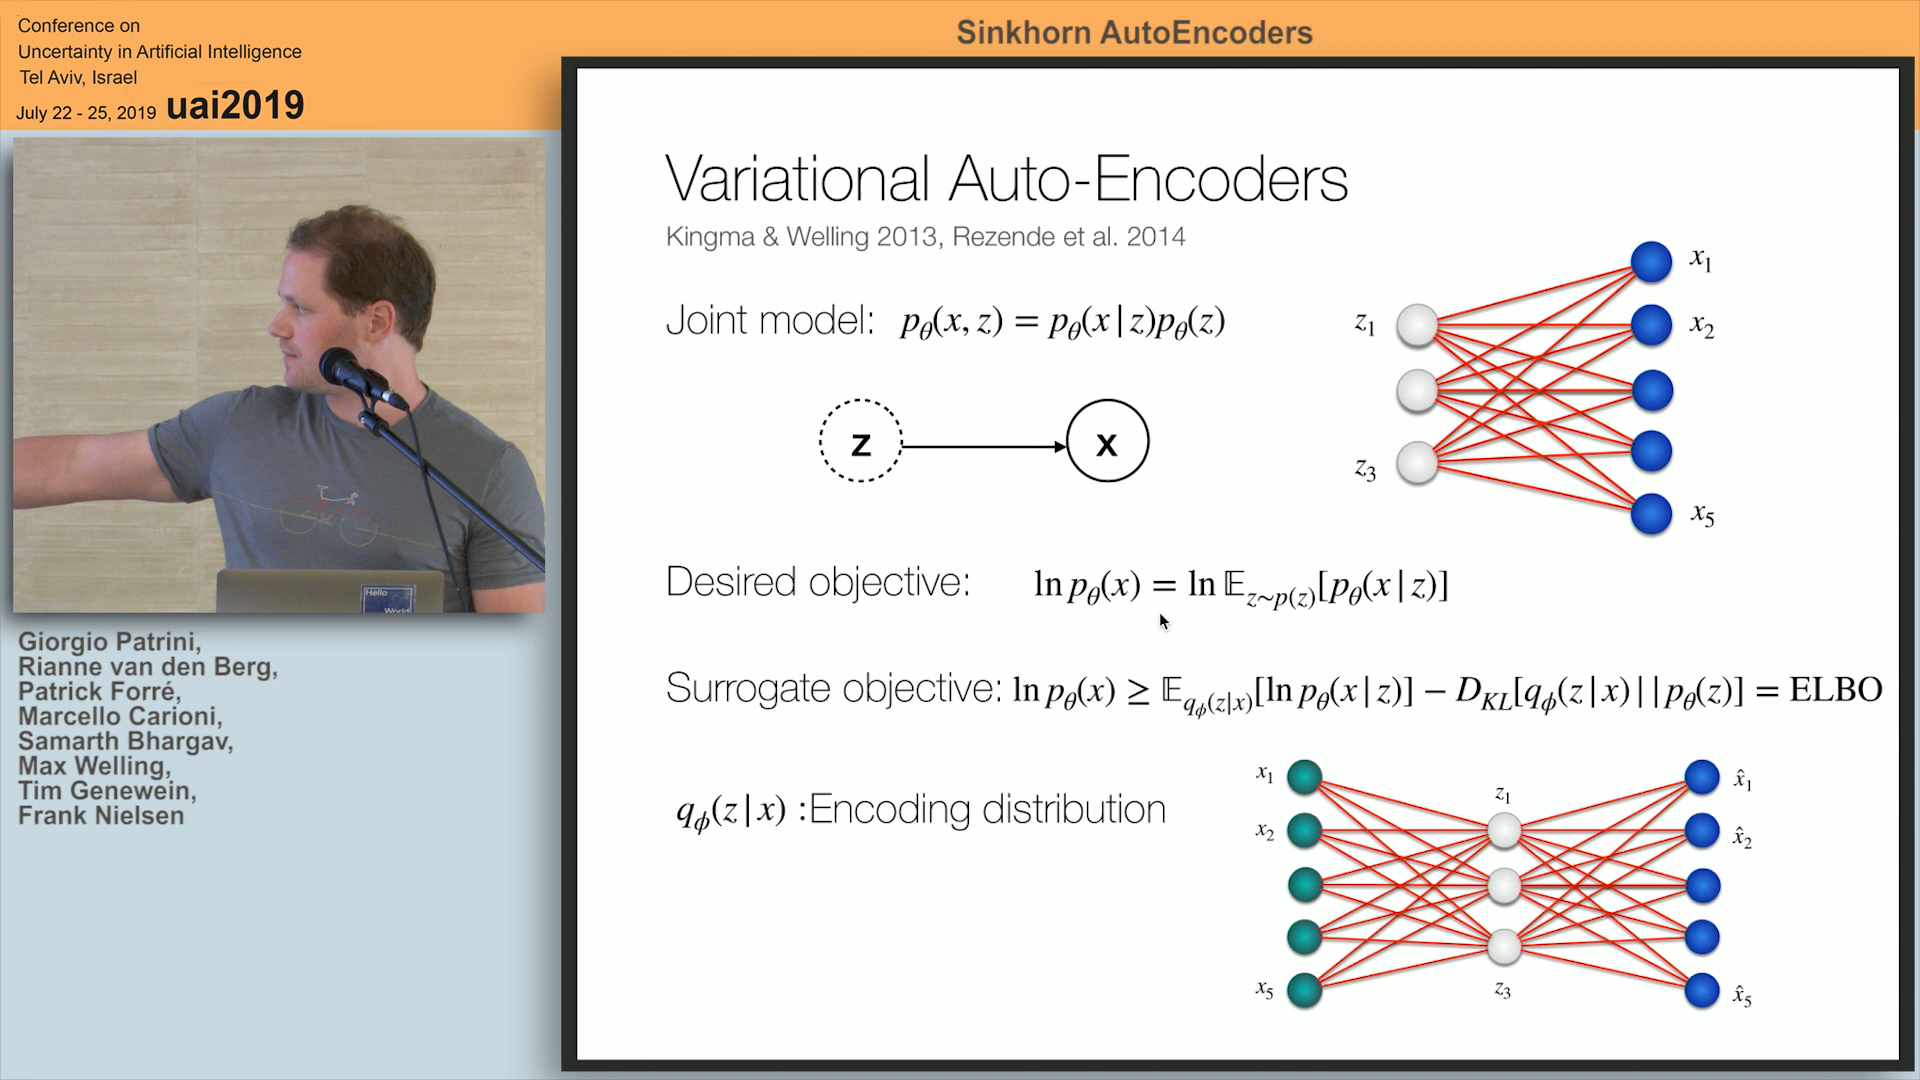 Conference on
Uncertainty in Artificial Intelligence
Tel Aviv, Israel
July 22 - 25, 2019 uai2019
Sinkhorn AutoEncoders
Variational Auto-Encoders
Kingma & Welling 2013, Rezende et al. 2014
Joint model: p_θ(x, z) = p_θ(x|z)p_θ(z)
z x
z₁ z₃ x₁ x₂ x₅
Desired objective: ln p_θ(x) = ln 𝔼_{z~p(z)}[p_θ(x|z)]
Surrogate objective: ln p_θ(x) ≥ 𝔼_{q_ϕ(z|x)}[ln p_θ(x|z)] − D_{KL}[q_ϕ(z|x)||p_θ(z)] = ELBO
q_ϕ(z|x) :Encoding distribution
x₁ x₂ x₅ z₁ z₃ x̂₁ x̂₂ x̂₅
Hello
World
Giorgio Patrini,
Rianne van den Berg,
Patrick Forré,
Marcello Carioni,
Samarth Bhargav,
Max Welling,
Tim Genewein,
Frank Nielsen